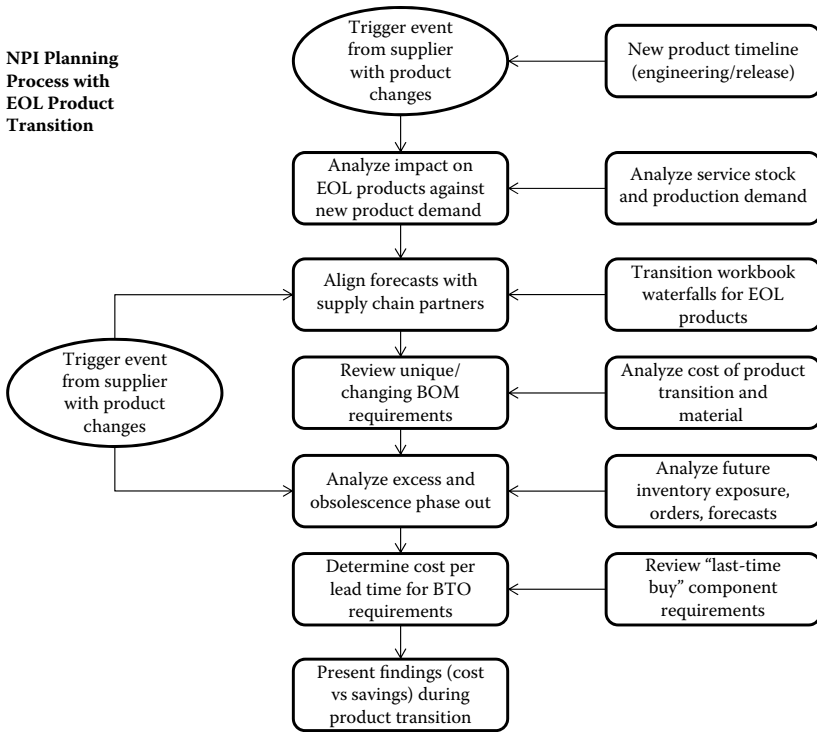 NPI Planning
Process with
EOL Product
Transition
Trigger event
from supplier
with product
changes
New product timeline
(engineering/release)
Analyze impact on
EOL products against
new product demand
Analyze service stock
and production demand
Align forecasts with
supply chain partners
Transition workbook
waterfalls for EOL
products
Trigger event
from supplier
with product
changes
Review unique/
changing BOM
requirements
Analyze cost of product
transition and
material
Analyze excess and
obsolescence phase out
Analyze future
inventory exposure,
orders, forecasts
Determine cost per
lead time for BTO
requirements
Review “last-time
buy” component
requirements
Present findings (cost
vs savings) during
product transition